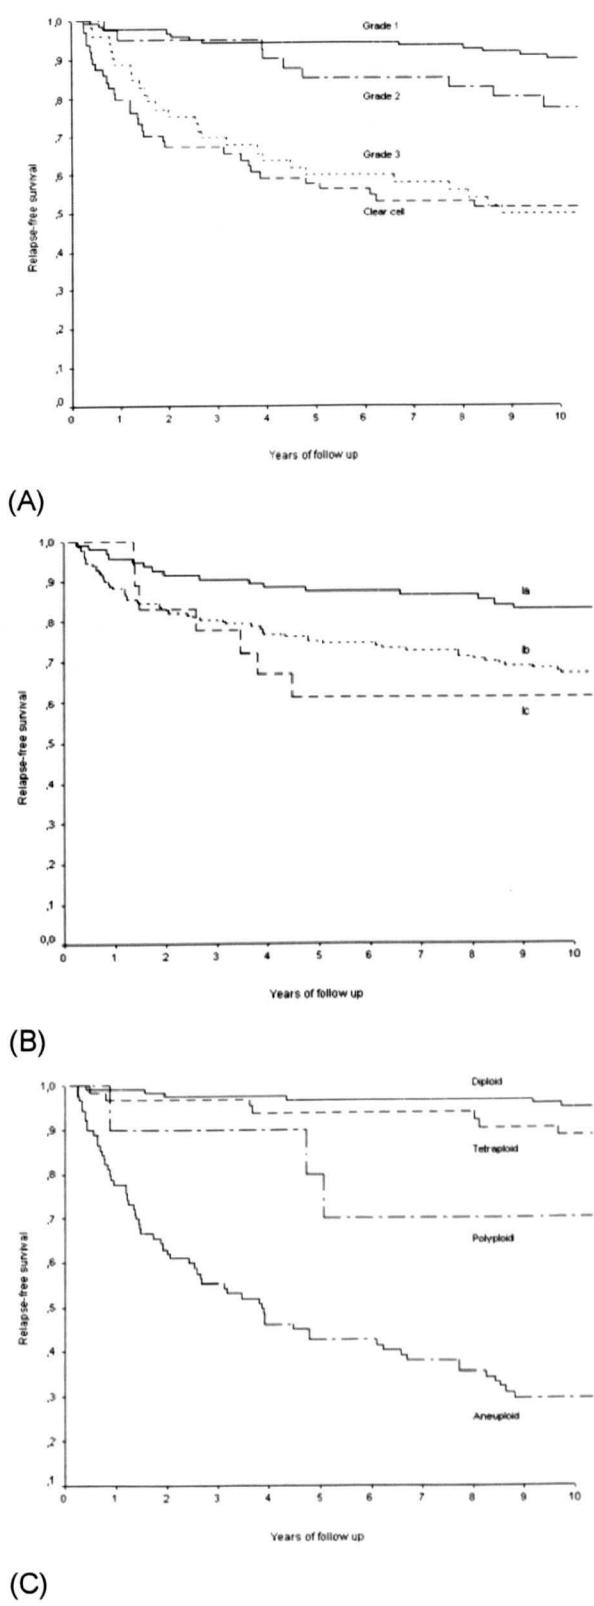 1,0
Grade 1
,9
Grade 2
,8
,7
Grade 3
,6
Clear cell
,5
,4
,3
,2
,1
,0
Relapse-free survival
0 1 2 3 4 5 6 7 8 9 10
Years of follow up
(A)
1,0
,9
Ia
,8
Ib
,7
,6
Ic
,5
,4
,3
,2
,1
0,0
Relapse-free survival
0 1 2 3 4 5 6 7 8 9 10
Years of follow up
(B)
Diploid
1,0
,9
Tetraploid
,8
,7
Polyploid
,6
,5
,4
,3
Aneuploid
,2
,1
Relapse-free survival
0 1 2 3 4 5 6 7 8 9 10
Years of follow up
(C)